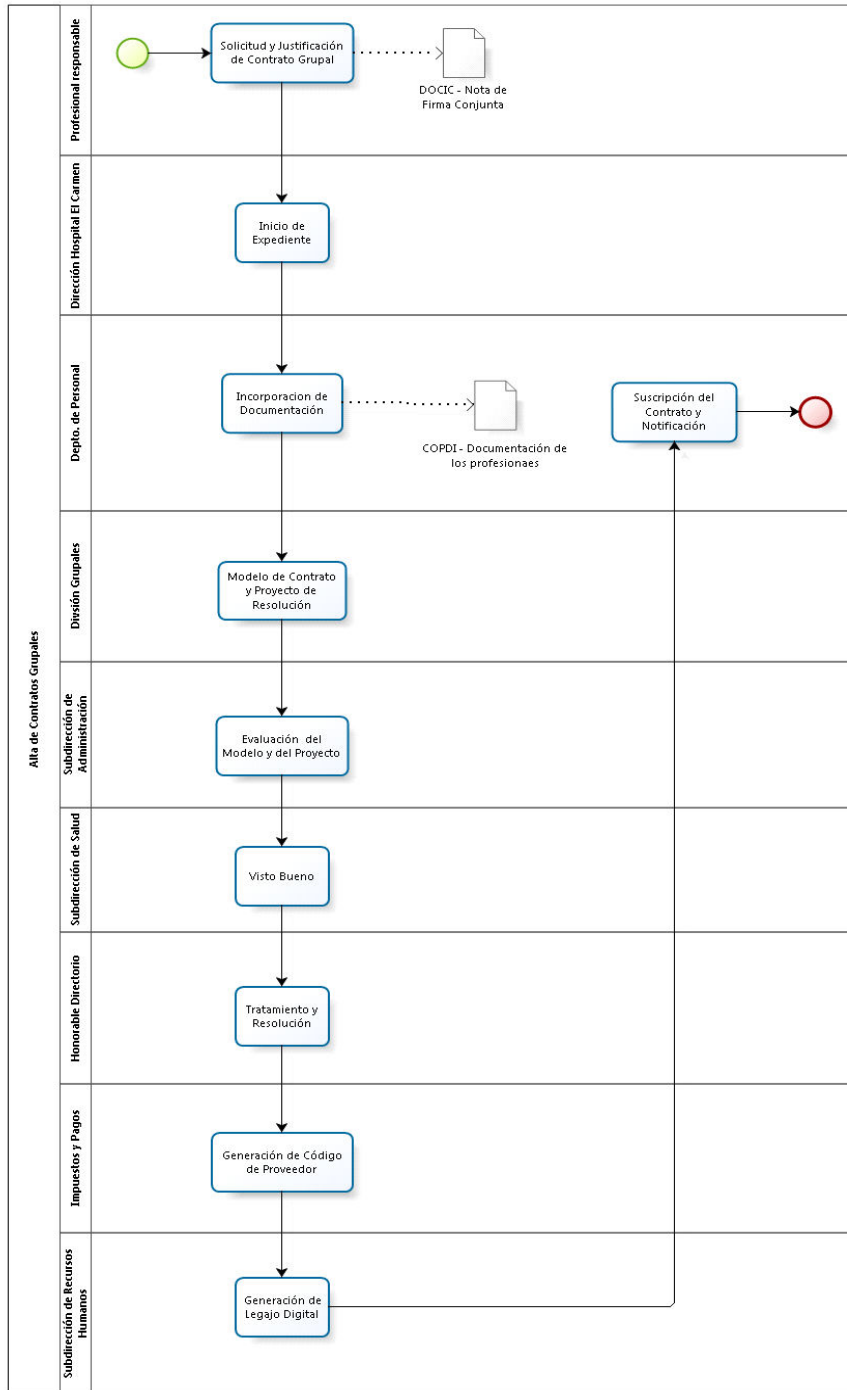 Alta de Contratos Grupales
Profesional responsable
Solicitud y Justificación
de Contrato Grupal
DOCIC - Nota de
Firma Conjunta
Dirección Hospital El Carmen
Inicio de
Expediente
Depto. de Personal
Incorporacion de
Documentación
COPDI - Documentación de
los profesionaes
Suscripción del
Contrato y
Notificación
Divsión Grupales
Modelo de Contrato
y Proyecto de
Resolución
Subdirección de
Administración
Evaluación del
Modelo y del Proyecto
Subdirección de Salud
Visto Bueno
Honorable Directorio
Tratamiento y
Resolución
Impuestos y Pagos
Generación de Código
de Proveedor
Subdirección de Recursos
Humanos
Generación de
Legajo Digital